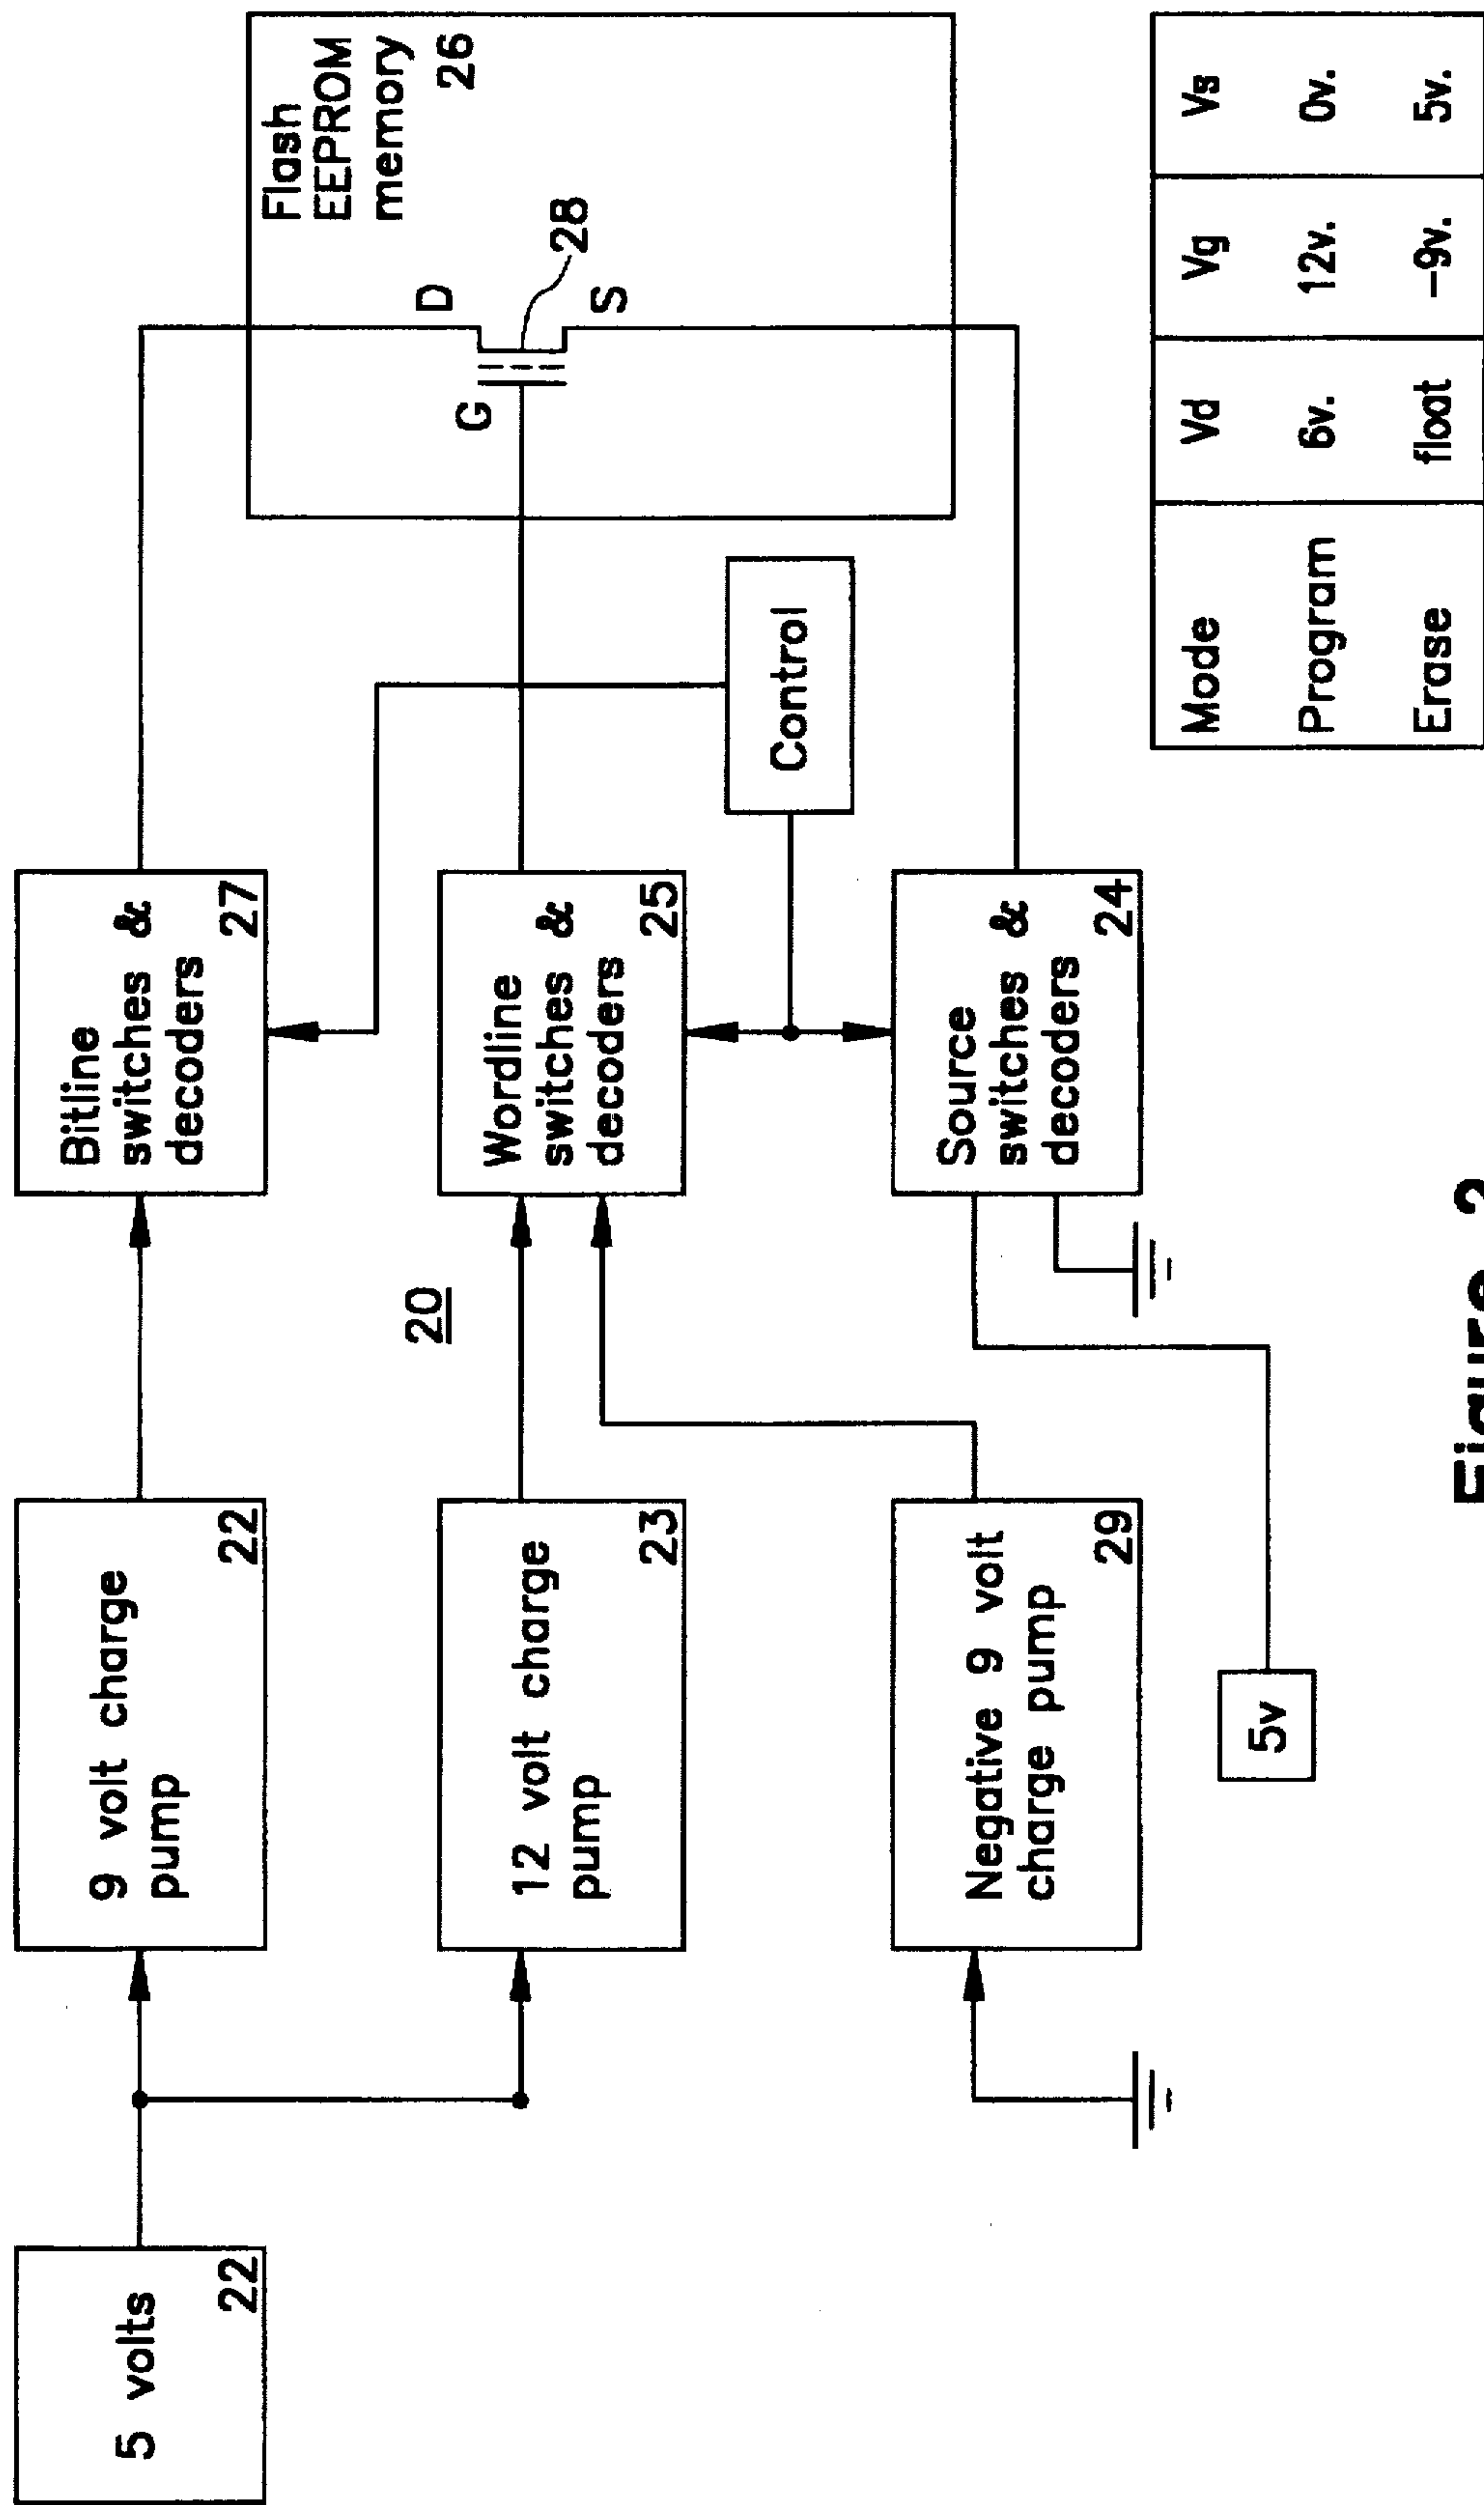 5 volts
22
9 volt charge
pump
22
Bitline
switches &
decoders
27
20
12 volt charge
pump
23
Wordline
switches &
decoders
25
Negative 9 volt
charge pump
29
Source
switches &
decoders
24
5v
Control
Flash
EEPROM
memory
26
D
G
S
28
Mode Vd Vg Vs
Program 6v. 12v. 0v.
Erase float -9v. 5v.
Figure 2